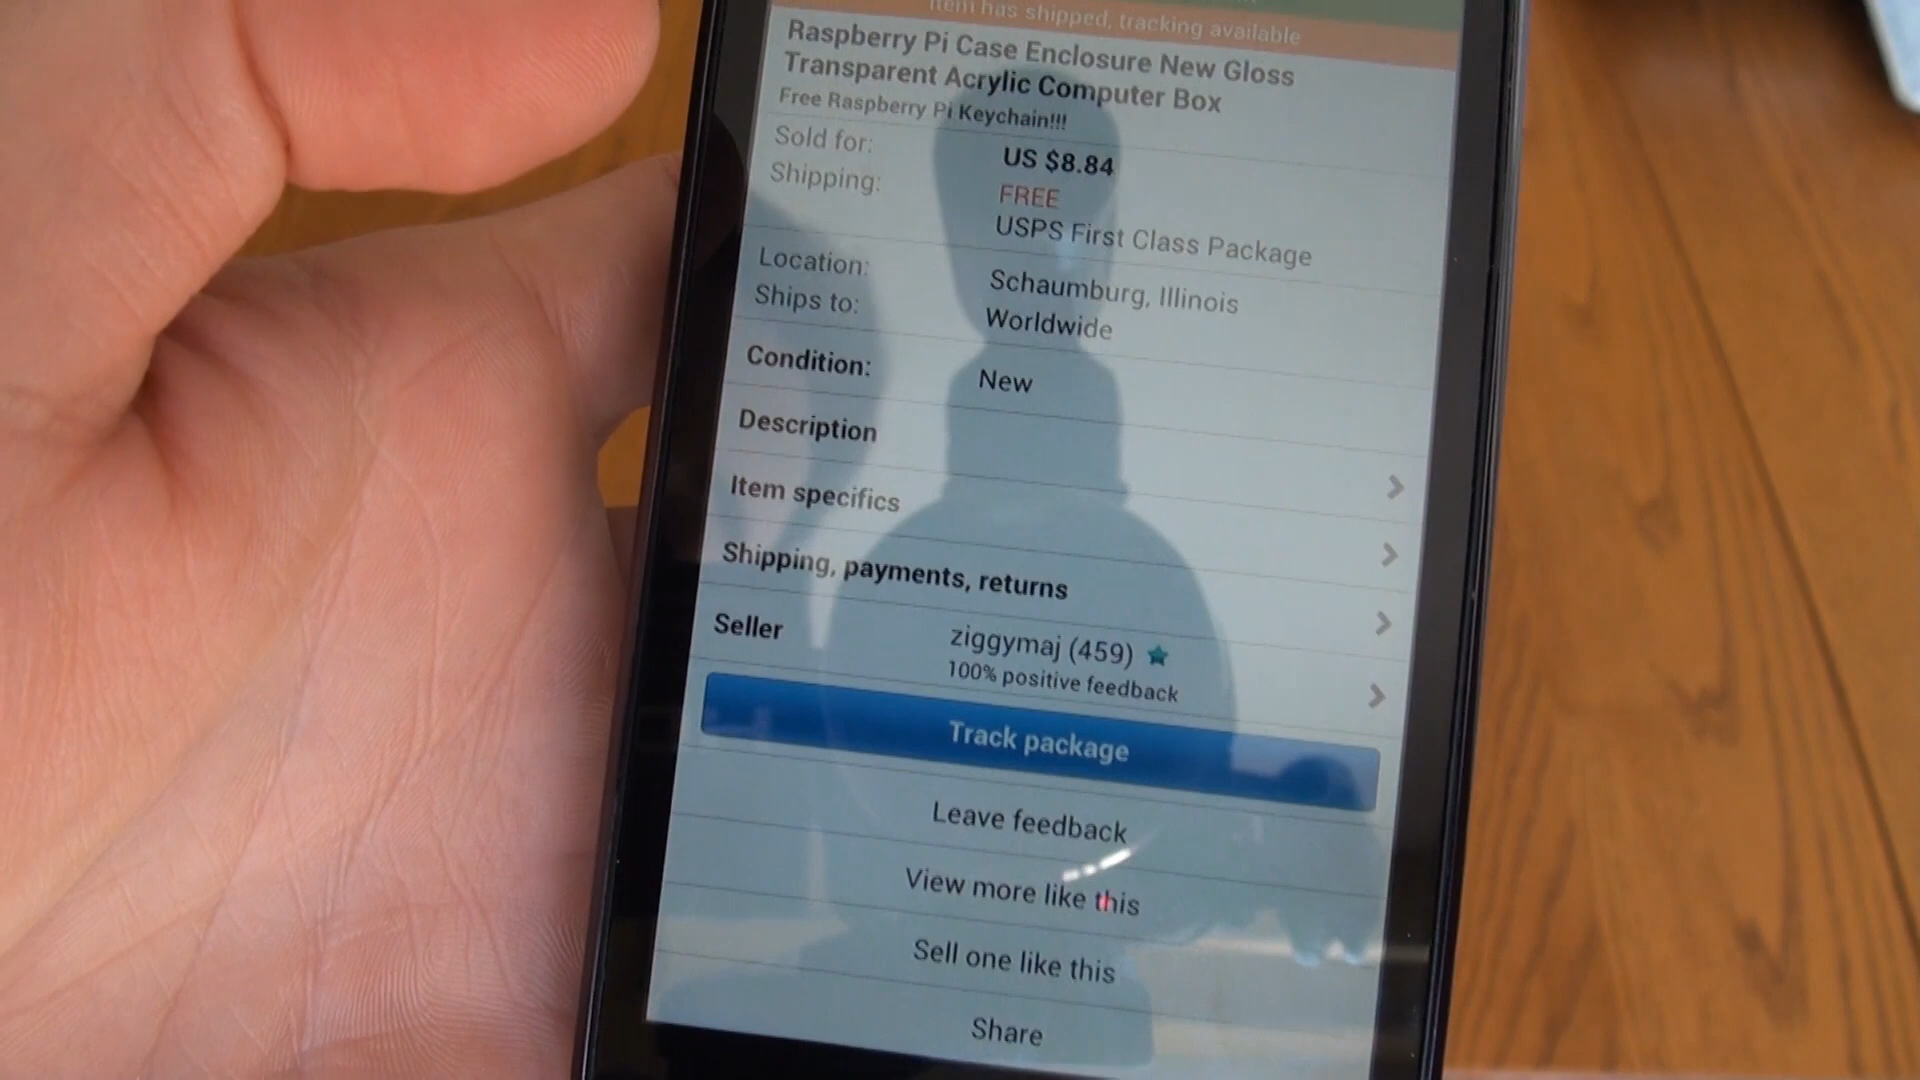 Item has shipped, tracking available
Raspberry Pi Case Enclosure New Gloss
Transparent Acrylic Computer Box
Free Raspberry Pi Keychain!!!
Sold for: US $8.84
Shipping: FREE
USPS First Class Package
Location: Schaumburg, Illinois
Ships to: Worldwide
Condition: New
Description
Item specifics
Shipping, payments, returns
Seller ziggymaj (459)
100% positive feedback
Track package
Leave feedback
View more like this
Sell one like this
Share